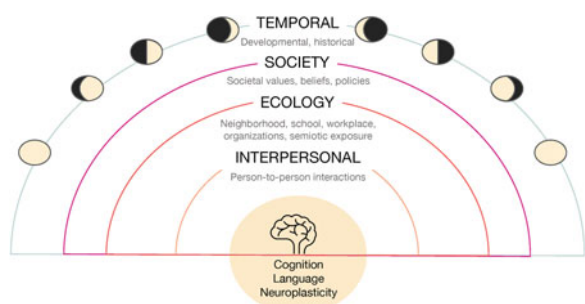 TEMPORAL
Developmental, historical
SOCIETY
Societal values, beliefs, policies
ECOLOGY
Neighborhood, school, workplace,
organizations, semiotic exposure
INTERPERSONAL
Person-to-person interactions
Cognition
Language
Neuroplasticity